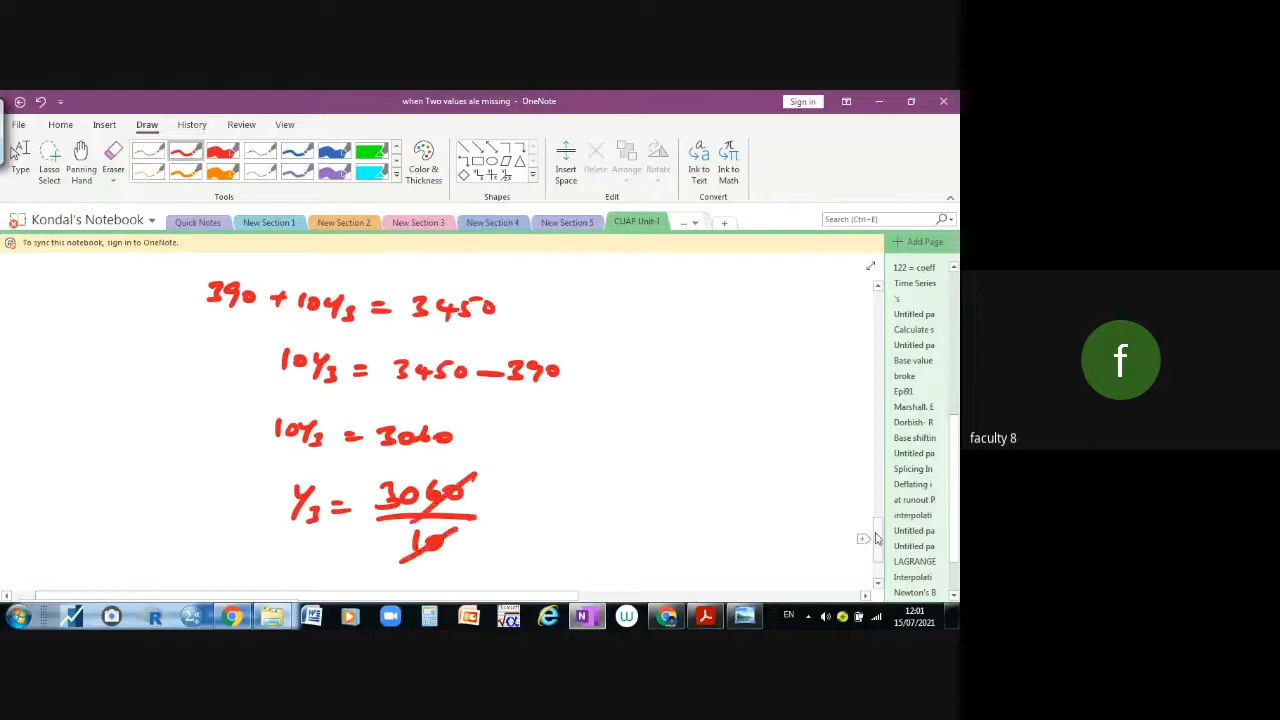 when Two values ale missing - OneNote
Sign in
File Home Insert Draw History Review View
Type Lasso Select Panning Hand Eraser Color & Thickness Insert Space Delete Arrange Rotate Ink to Text Ink to Math
Tools Shapes Edit Convert
Kondal's Notebook Quick Notes New Section 1 New Section 2 New Section 3 New Section 4 New Section 5 CUAP Unit-1 ... Search (Ctrl+E)
To sync this notebook, sign in to OneNote.
Add Page
390 + 10Y3 = 3450
10Y3 = 3450 — 390
10Y3 = 3060
Y3 = 3060
10
122 = coeff
Time Series
's
Untitled pa
Calculate s
Untitled pa
Base value
broke
Epi91
Marshall. E
Dorbish- R
Base shiftin
Untitled pa
Splicing In
Deflating i
at runout P
interpolati
Untitled pa
Untitled pa
LAGRANGE
Interpolati
Newton's B
f
faculty 8
EN
12:01
15/07/2021